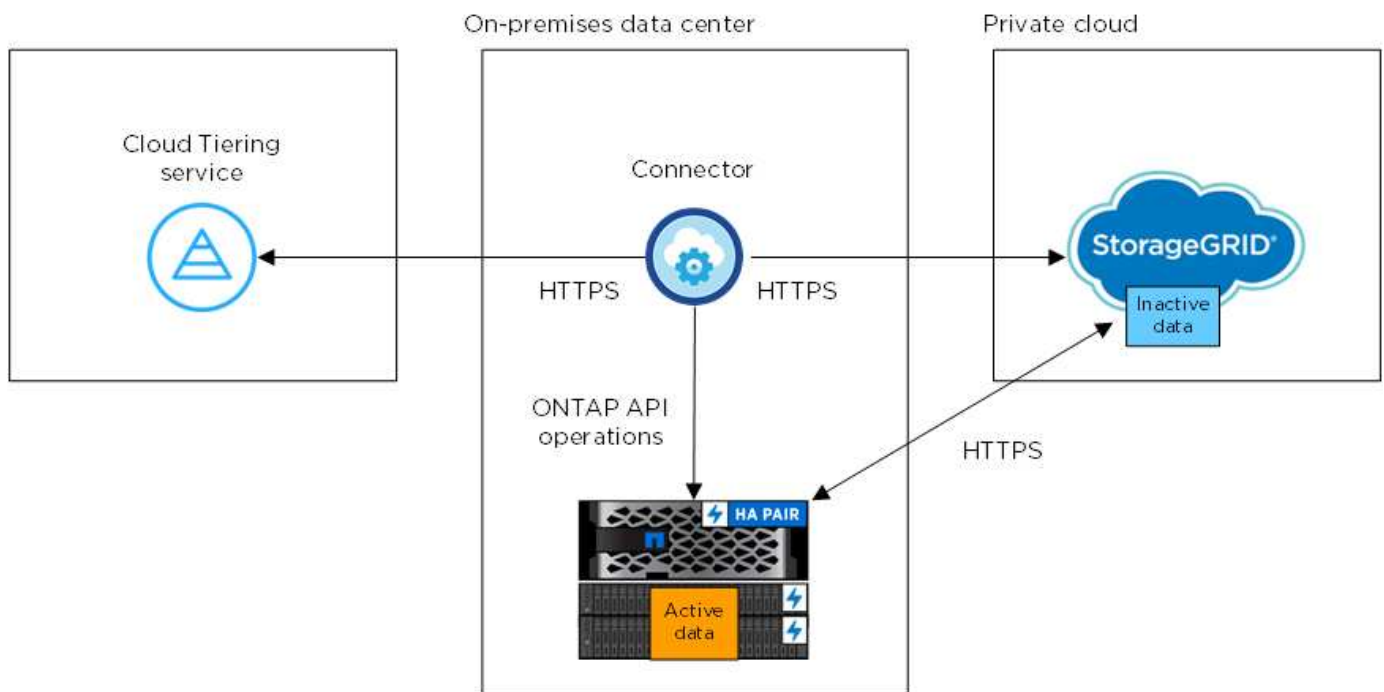 On-premises data center
Private cloud
Cloud Tiering
service
Connector
StorageGRID®
Inactive
data
HTTPS
HTTPS
ONTAP API
operations
HTTPS
HA PAIR
Active
data